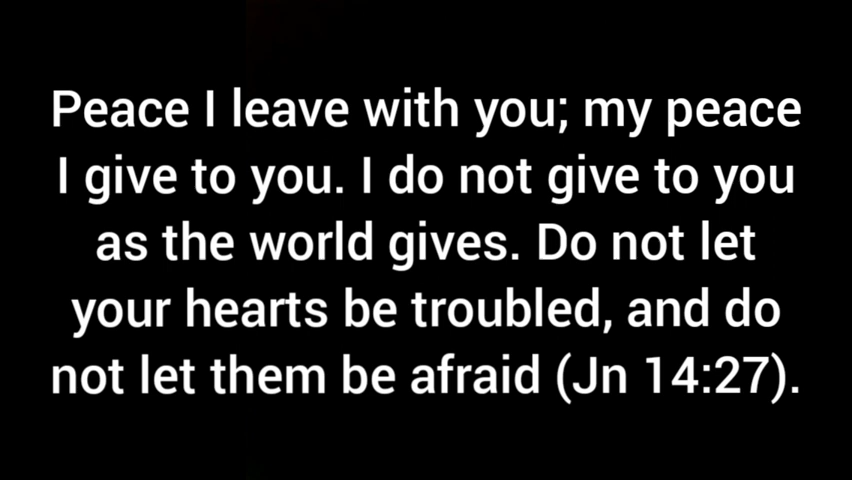 Peace I leave with you; my peace
I give to you. I do not give to you
as the world gives. Do not let
your hearts be troubled, and do
not let them be afraid (Jn 14:27).